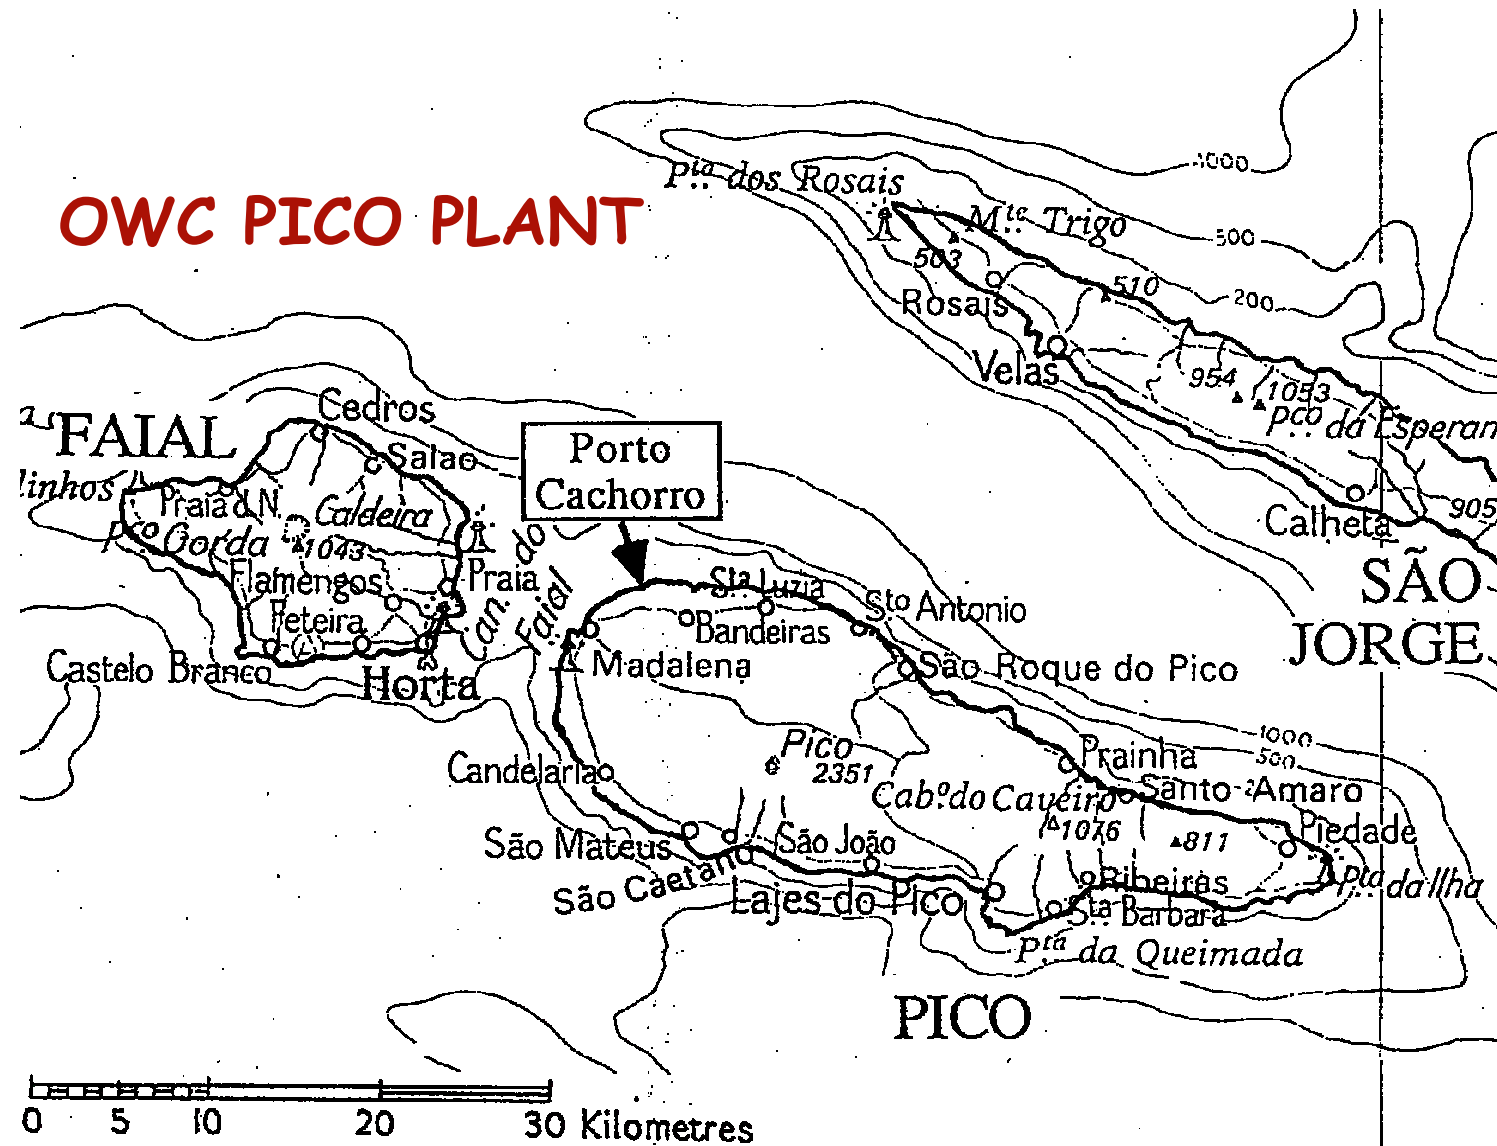 1000
Pta. dos Rosais
OWC PICO PLANT
Mte. Trigo
500
503
510
200
Rosais
Velas
954
1053
Pco. da Esperan
FAIAL
Cedros
Salao
Porto
Cachorro
linhos
Praia d.N.
Caldeira
905
Calheta
Pco. Gorda
1043
Flamengos
Praia
Can. do
Faial
SÃO
JORGE
Feteira
Sta. Luzia
Sto Antonio
Bandeiras
Castelo Branco
Horta
Madalena
São Roque do Pico
1000
500
Pico
2351
Prainha
Candelaria
Cabº. do Caveiro
Santo Amaro
1076
811
Piedade
São Mateus
São João
São Caetano
Lajes do Pico
Ribeiras
Pta. da Ilha
Sta. Barbara
Pta. da Queimada
PICO
0 5 10 20 30 Kilometres